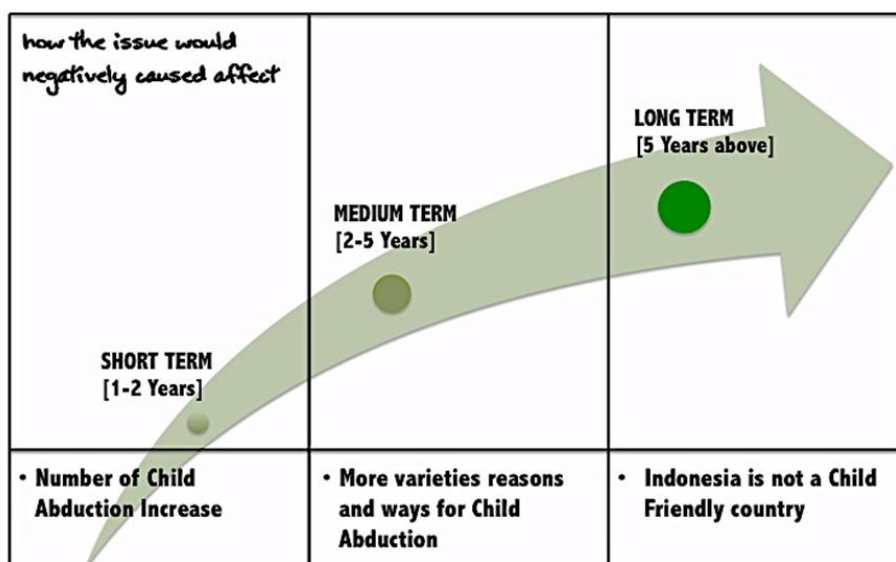 how the issue would
negatively caused affect
SHORT TERM
[1-2 Years]
MEDIUM TERM
[2-5 Years]
LONG TERM
[5 Years above]
• Number of Child
Abduction Increase
• More varieties reasons
and ways for Child
Abduction
• Indonesia is not a Child
Friendly country